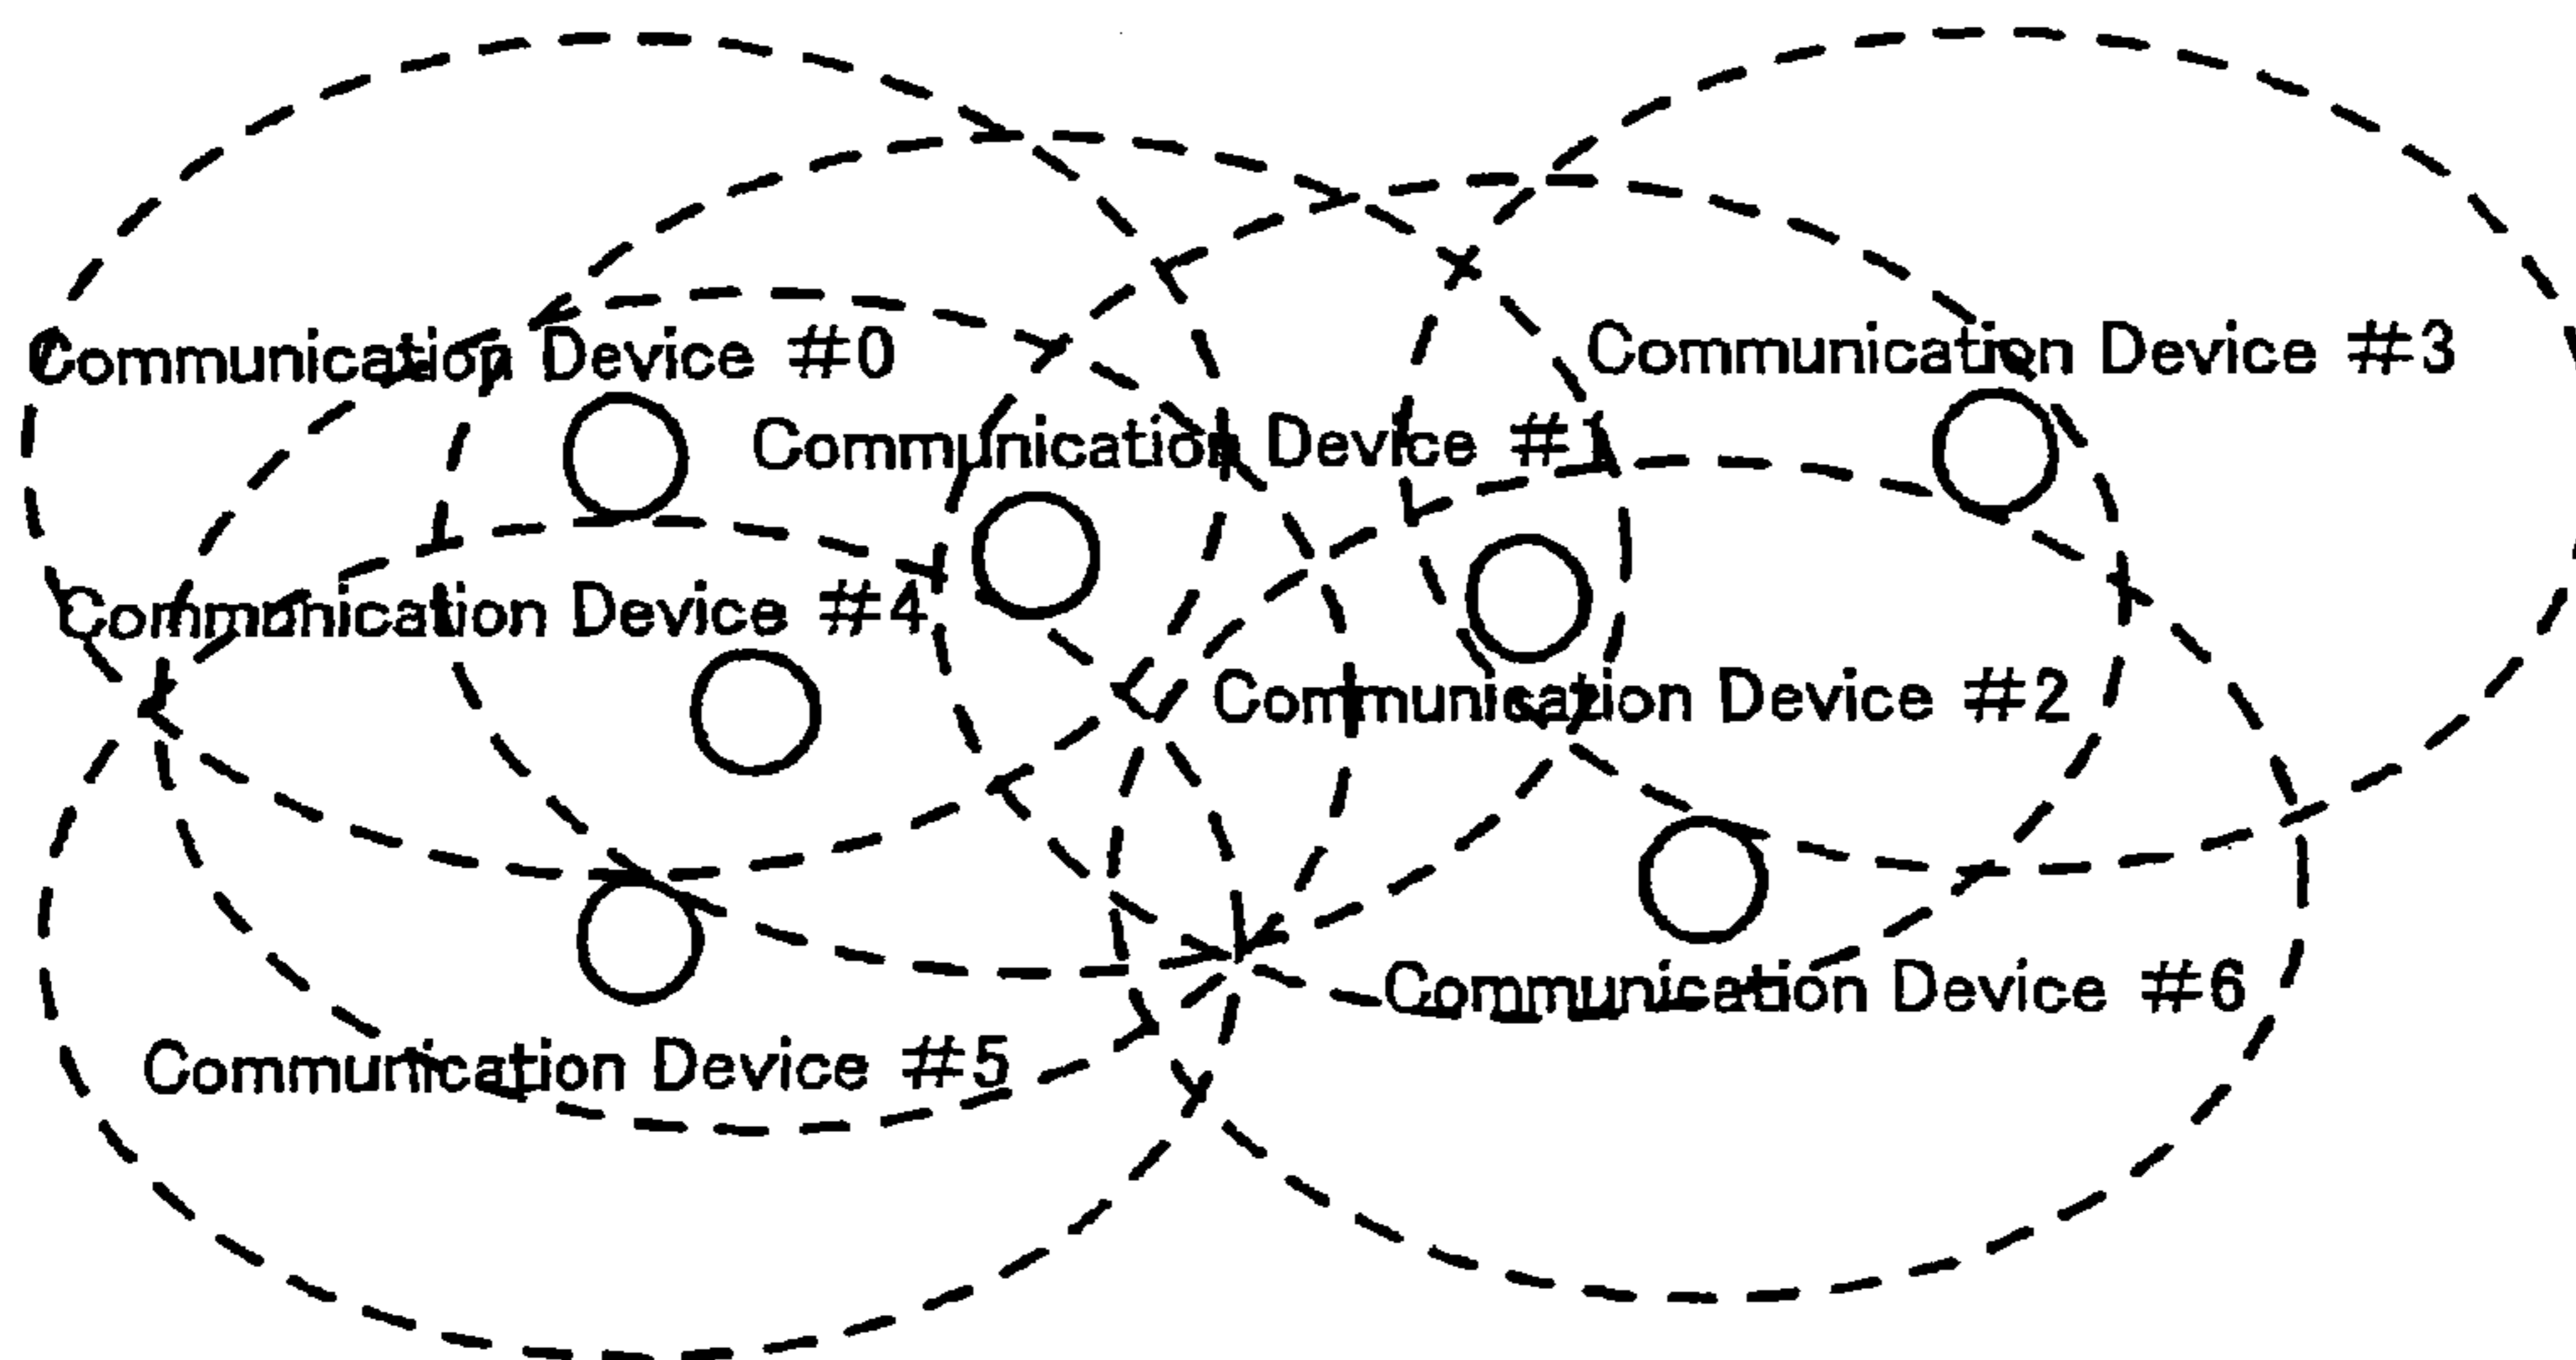 Communication Device #0
Communication Device #3
Communication Device #1
Communication Device #4
Communication Device #2
Communication Device #6
Communication Device #5